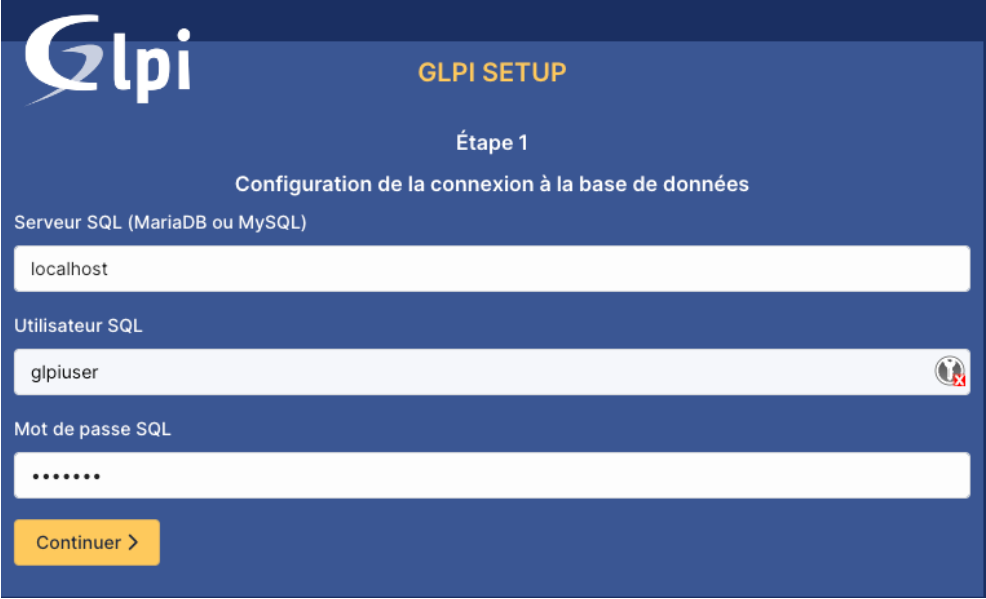 Glpi
GLPI SETUP
Étape 1
Configuration de la connexion à la base de données
Serveur SQL (MariaDB ou MySQL)
localhost
Utilisateur SQL
glpiuser
Mot de passe SQL
•••••••
Continuer